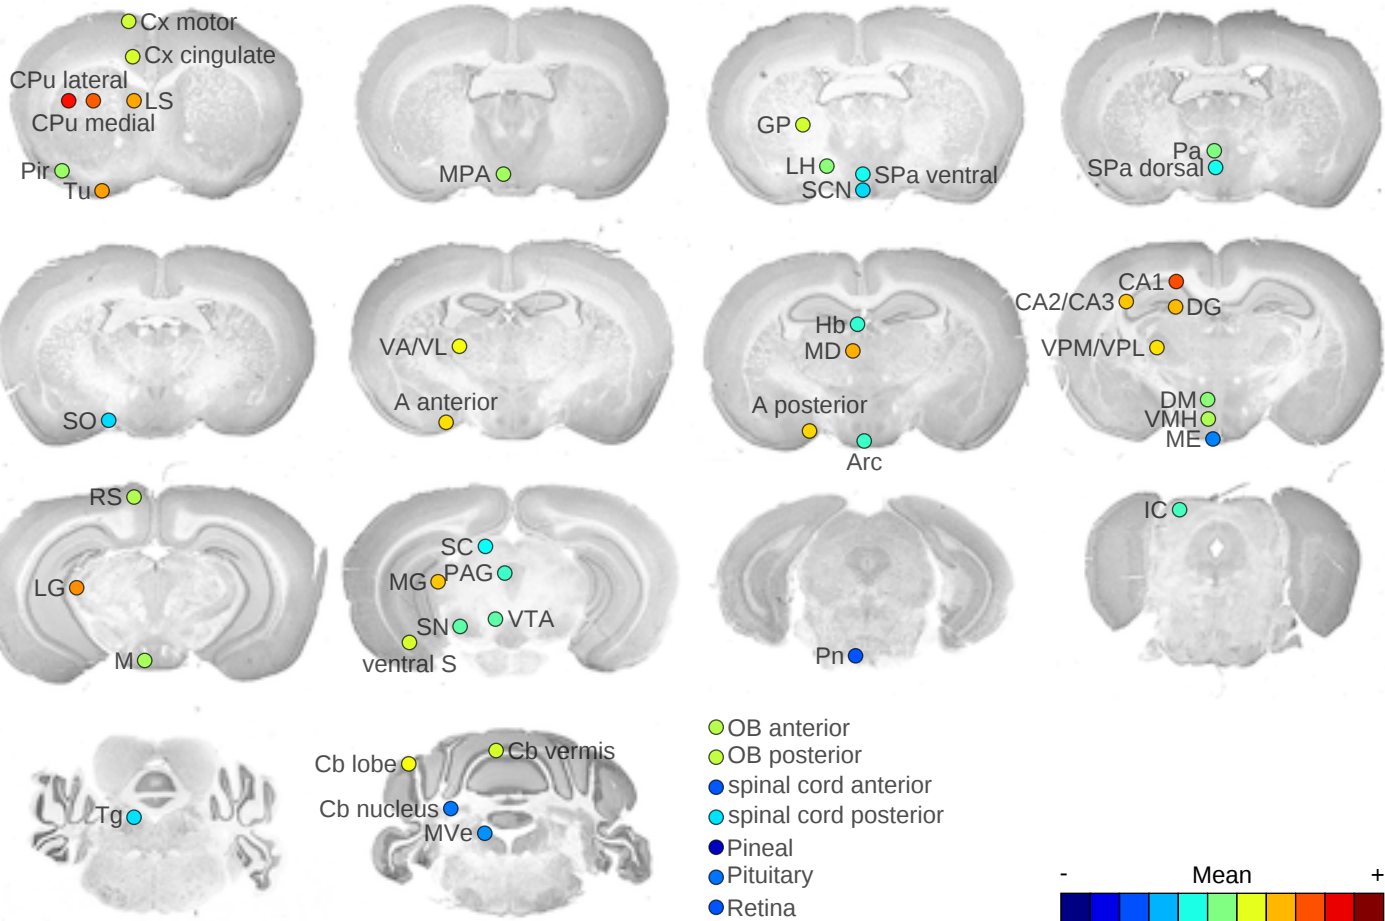 Cx motor
Cx cingulate
CPu lateral
LS
CPu medial
Pir
Tu
MPA
GP
LH
SPa ventral
SCN
Pa
SPa dorsal
SO
VA/VL
A anterior
Hb
MD
A posterior
Arc
CA1
CA2/CA3
DG
VPM/VPL
DM
VMH
ME
RS
LG
M
SC
MG
PAG
SN
VTA
ventral S
Pn
IC
Tg
Cb lobe
Cb vermis
Cb nucleus
MVe
OB anterior
OB posterior
spinal cord anterior
spinal cord posterior
Pineal
Pituitary
Retina
- Mean +